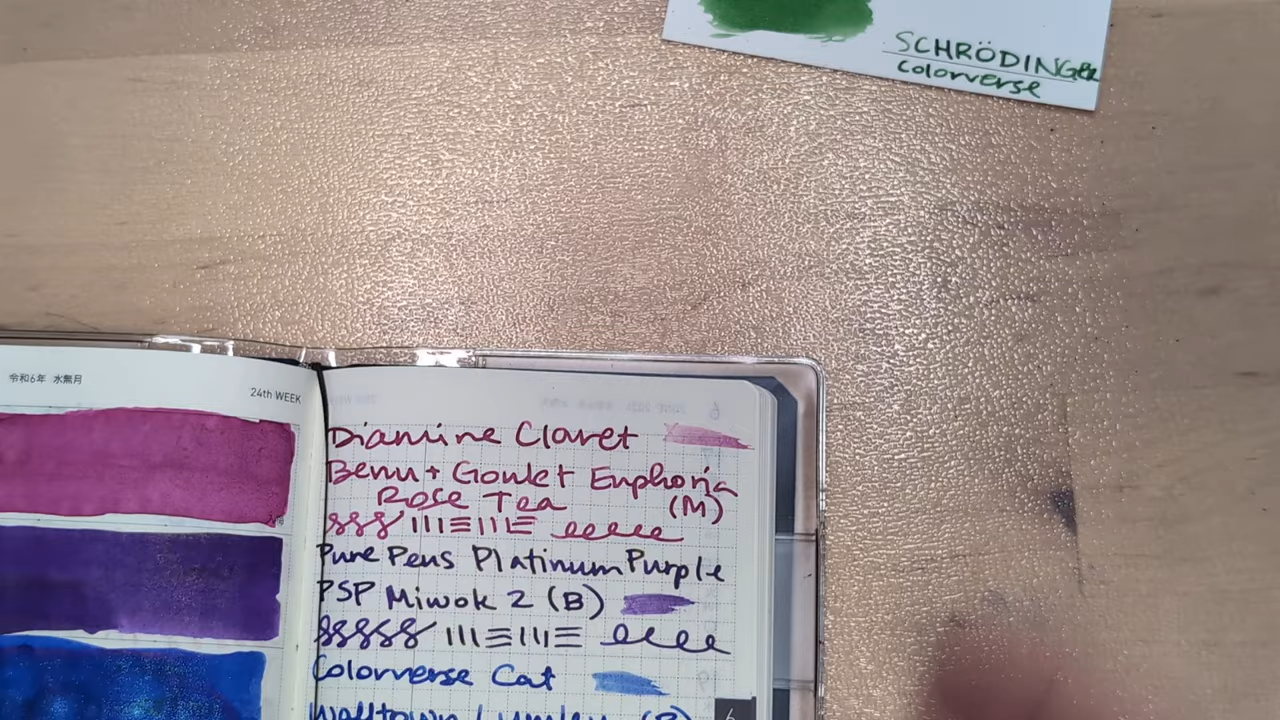 SCHRÖDINGER
Colorverse
令和6年 水無月
24th WEEK
Diamine Claret
Benu + Goulet Euphoria
Rose Tea (M)
Pure Pens Platinum Purple
PSP Miwok 2 (B)
Colorverse Cat
6